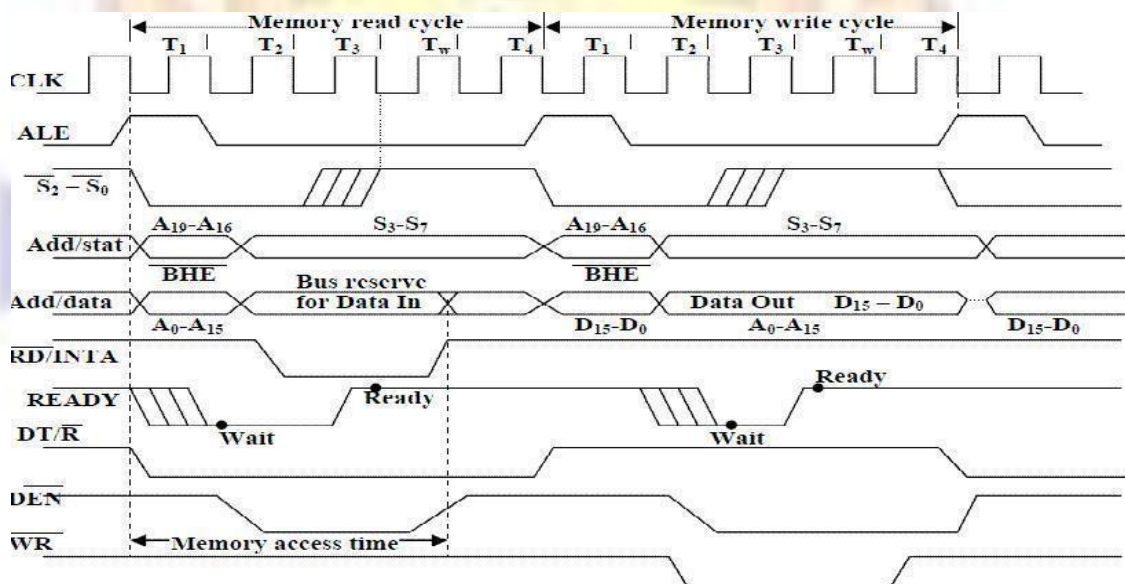 Memory read cycle Memory write cycle
T1 T2 T3 Tw T4 T1 T2 T3 Tw T4
CLK
ALE
S2 – S0
A19-A16 S3-S7 A19-A16 S3-S7
Add/stat
BHE Bus reserve BHE
Add/data for Data In Data Out D15 – D0
A0-A15 D15-D0 A0-A15 D15-D0
RD/INTA
READY Ready Ready
Wait Wait
DT/R
DEN
Memory access time
WR